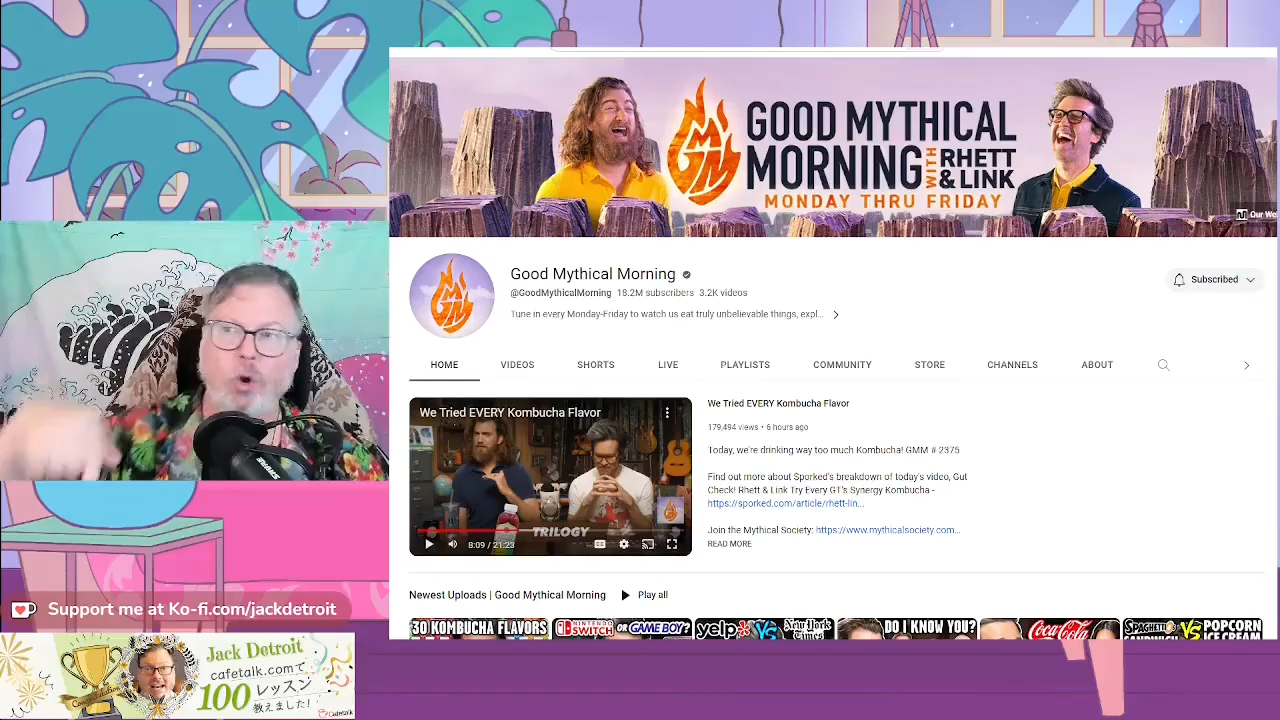 GOOD MYTHICAL
MORNING WITH RHETT & LINK
MONDAY THRU FRIDAY
GMM
Good Mythical Morning
@GoodMythicalMorning 18.2M subscribers 3.2K videos
Subscribed
Tune in every Monday-Friday to watch us eat truly unbelievable things, expl...
HOME VIDEOS SHORTS LIVE PLAYLISTS COMMUNITY STORE CHANNELS ABOUT
We Tried EVERY Kombucha Flavor
TRILOGY
8:09 / 21:23
We Tried EVERY Kombucha Flavor
179,494 views • 6 hours ago
Today, we're drinking way too much Kombucha! GMM # 2375
Find out more about Sporked's breakdown of today's video, Gut
Check! Rhett & Link Try Every GT's Synergy Kombucha -
https://sporked.com/article/rhett-lin...
Join the Mythical Society: https://www.mythicalsociety.com...
READ MORE
Newest Uploads | Good Mythical Morning Play all
30 KOMBUCHA FLAVORS
NINTENDO SWITCH OR GAME BOY?
yelp VS New York Times
DO I KNOW YOU?
Coca-Cola
SPAGHETTI SANDWICH VS POPCORN ICE CREAM
Support me at Ko-fi.com/jackdetroit
Jack Detroit
cafetalk.comで
100レッスン
教えました!